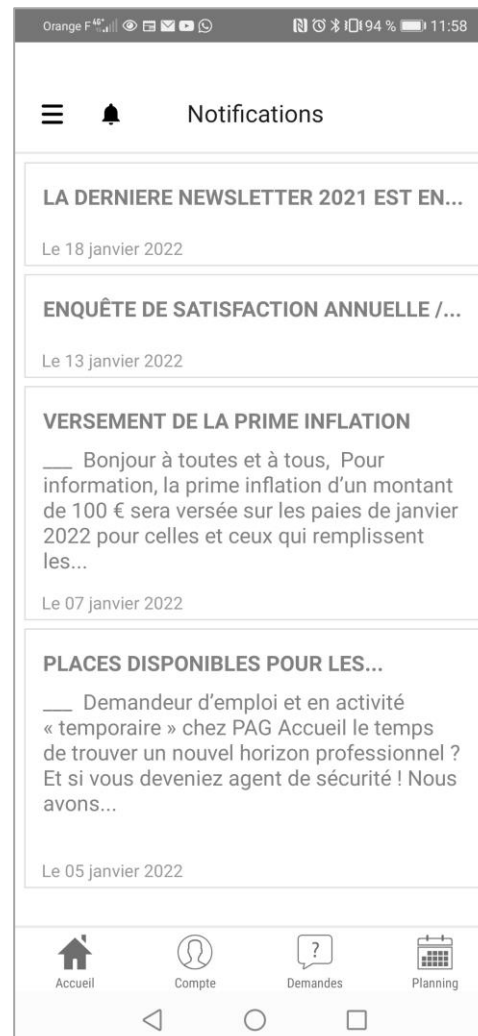 Orange F 11:58
94 %
Notifications
LA DERNIERE NEWSLETTER 2021 EST EN...
Le 18 janvier 2022
ENQUÊTE DE SATISFACTION ANNUELLE /...
Le 13 janvier 2022
VERSEMENT DE LA PRIME INFLATION
___ Bonjour à toutes et à tous, Pour
information, la prime inflation d’un montant
de 100 € sera versée sur les paies de janvier
2022 pour celles et ceux qui remplissent
les...
Le 07 janvier 2022
PLACES DISPONIBLES POUR LES...
___ Demandeur d’emploi et en activité
« temporaire » chez PAG Accueil le temps
de trouver un nouvel horizon professionnel ?
Et si vous deveniez agent de sécurité ! Nous
avons...
Le 05 janvier 2022
Accueil Compte Demandes Planning